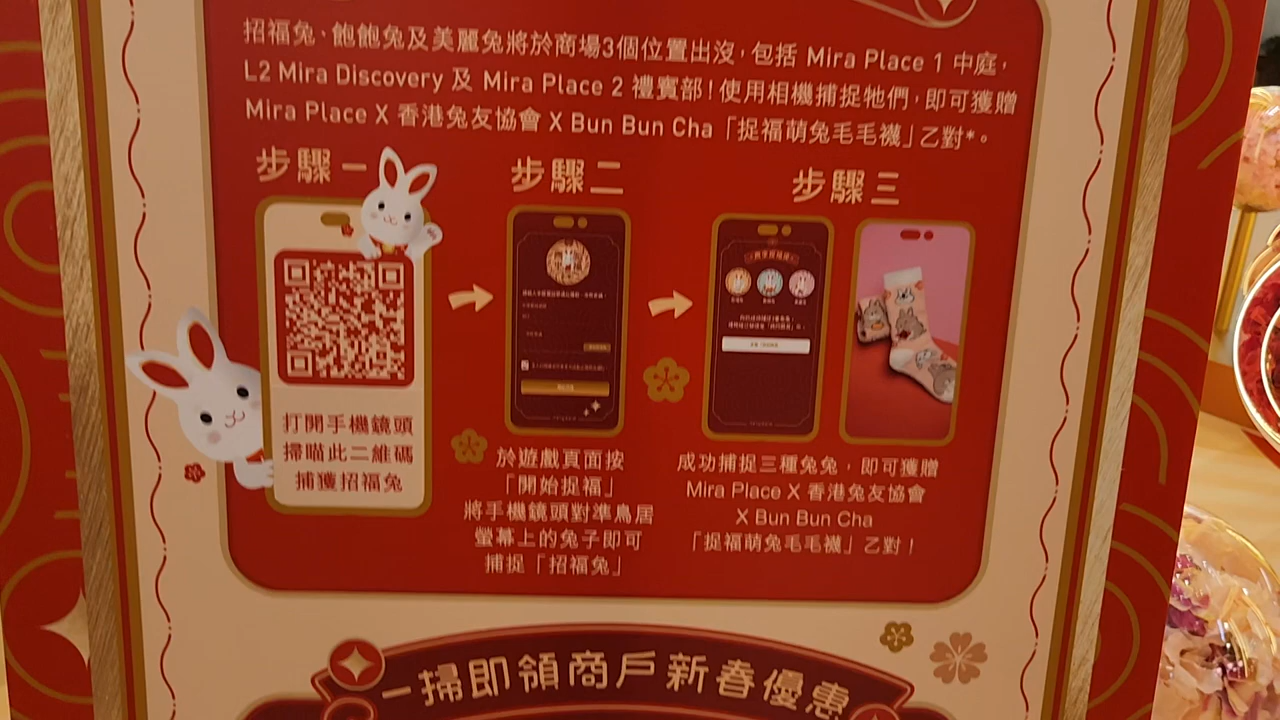 招福兔、飽飽兔及美麗兔將於商場3個位置出沒，包括 Mira Place 1 中庭，
L2 Mira Discovery 及 Mira Place 2 禮賓部！使用相機捕捉牠們，即可獲贈
Mira Place X 香港兔友協會 X Bun Bun Cha「捉福萌兔毛毛襪」乙對*。
步驟一
步驟二
步驟三
打開手機鏡頭
掃瞄此二維碼
捕獲招福兔
於遊戲頁面按
「開始捉福」
將手機鏡頭對準鳥居
螢幕上的兔子即可
捕捉「招福兔」
成功捕捉三種兔兔，即可獲贈
Mira Place X 香港兔友協會
X Bun Bun Cha
「捉福萌兔毛毛襪」乙對！
一掃即領商戶新春優惠